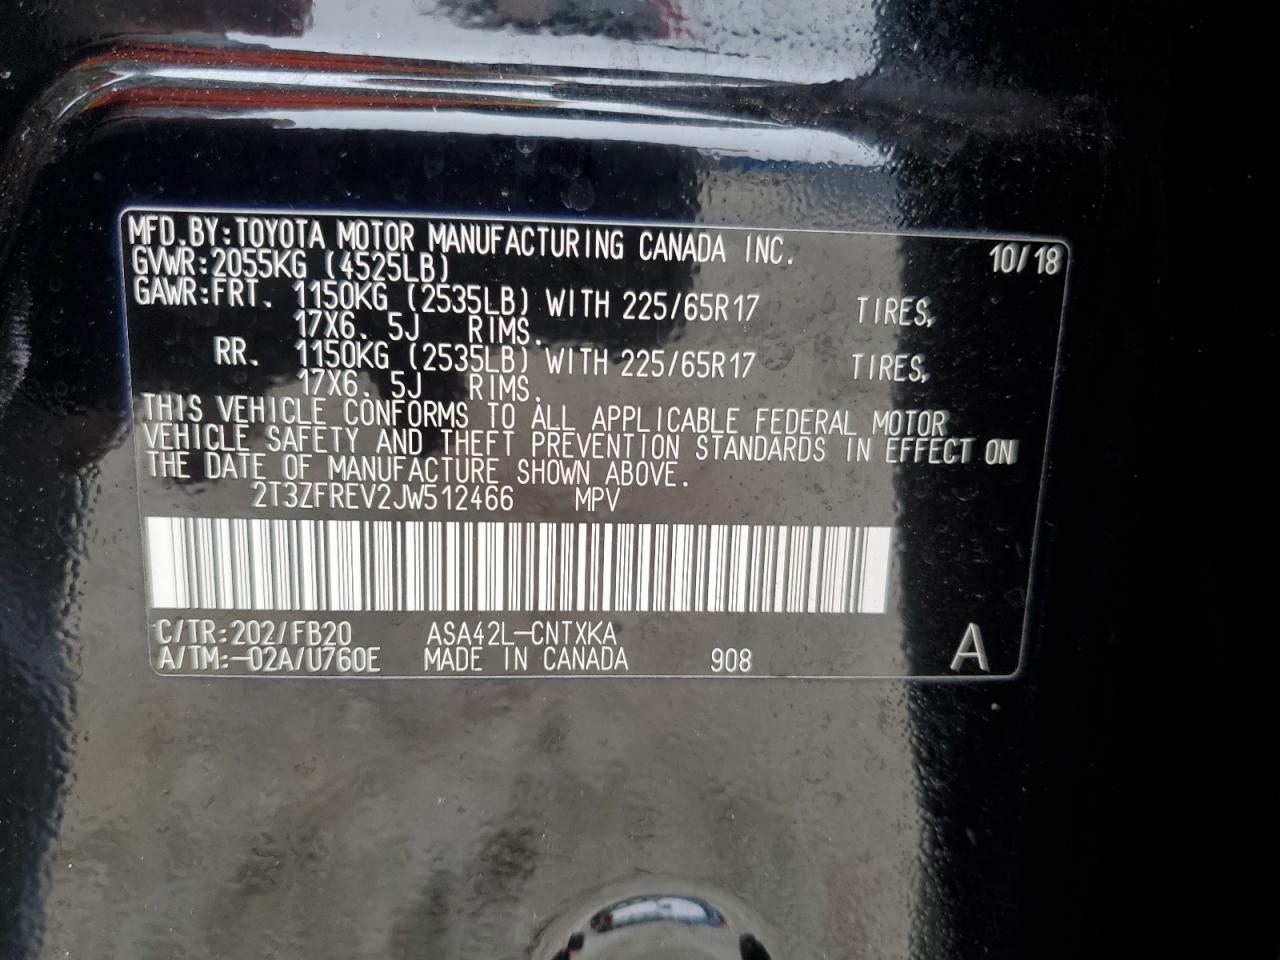 MFD.BY:TOYOTA MOTOR MANUFACTURING CANADA INC. 10/18
GVWR:2055KG (4525LB)
GAWR:FRT. 1150KG (2535LB) WITH 225/65R17 TIRES,
17X6. 5J RIMS.
RR. 1150KG (2535LB) WITH 225/65R17 TIRES,
17X6. 5J RIMS.
THIS VEHICLE CONFORMS TO ALL APPLICABLE FEDERAL MOTOR
VEHICLE SAFETY AND THEFT PREVENTION STANDARDS IN EFFECT ON
THE DATE OF MANUFACTURE SHOWN ABOVE.
2T3ZFREV2JW512466 MPV
C/TR:202/FB20 ASA42L-CNTXKA
A/TM:-02A/U760E MADE IN CANADA 908 A